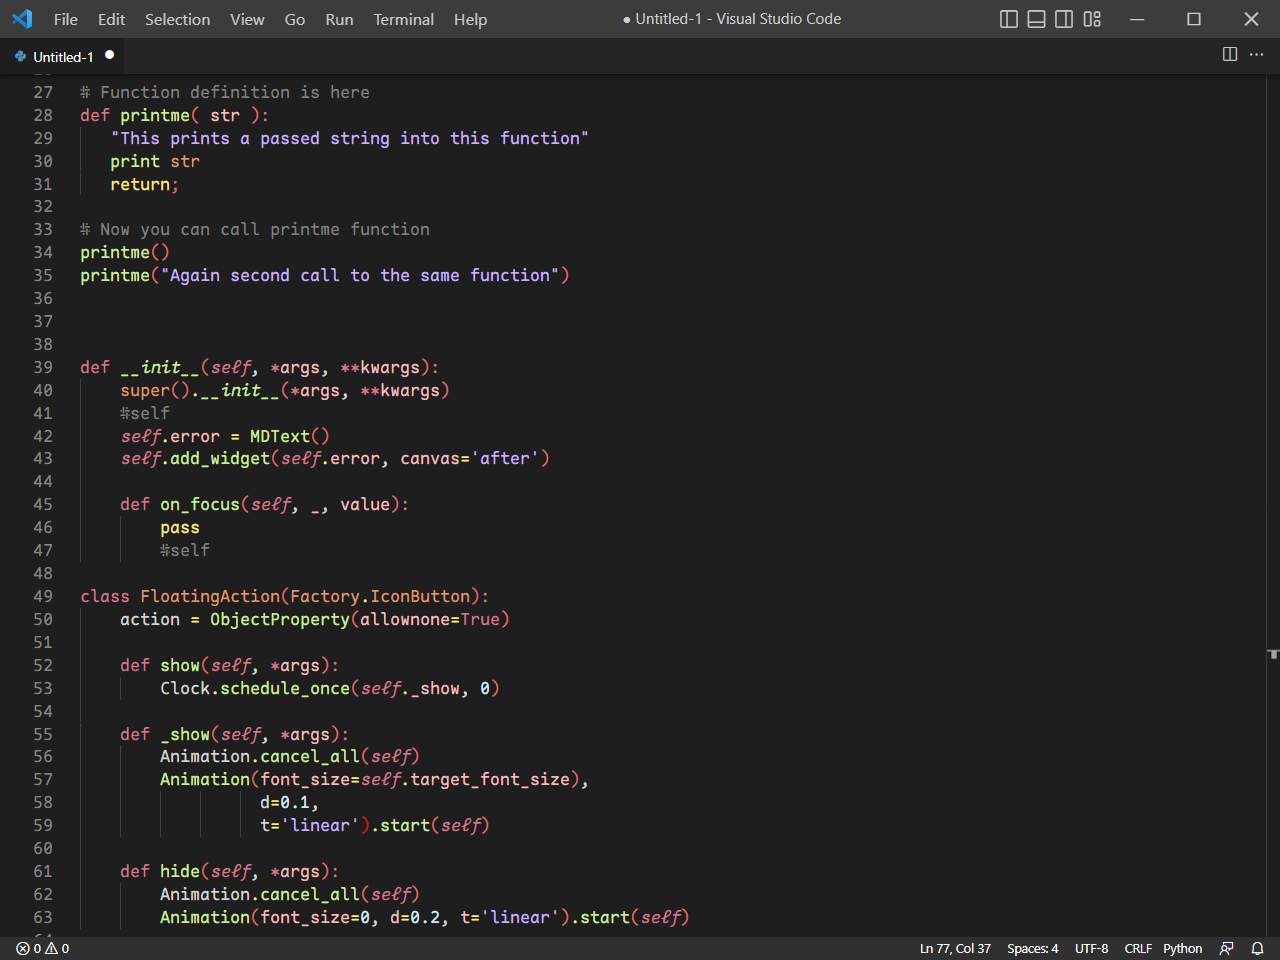 File Edit Selection View Go Run Terminal Help ● Untitled-1 - Visual Studio Code
Untitled-1
27 # Function definition is here
28 def printme( str ):
29 "This prints a passed string into this function"
30 print str
31 return;
32
33 # Now you can call printme function
34 printme()
35 printme("Again second call to the same function")
36
37
38
39 def __init__(self, *args, **kwargs):
40 super().__init__(*args, **kwargs)
41 #self
42 self.error = MDText()
43 self.add_widget(self.error, canvas='after')
44
45 def on_focus(self, _, value):
46 pass
47 #self
48
49 class FloatingAction(Factory.IconButton):
50 action = ObjectProperty(allownone=True)
51
52 def show(self, *args):
53 Clock.schedule_once(self._show, 0)
54
55 def _show(self, *args):
56 Animation.cancel_all(self)
57 Animation(font_size=self.target_font_size),
58 d=0.1,
59 t='linear').start(self)
60
61 def hide(self, *args):
62 Animation.cancel_all(self)
63 Animation(font_size=0, d=0.2, t='linear').start(self)
0 0 Ln 77, Col 37 Spaces: 4 UTF-8 CRLF Python